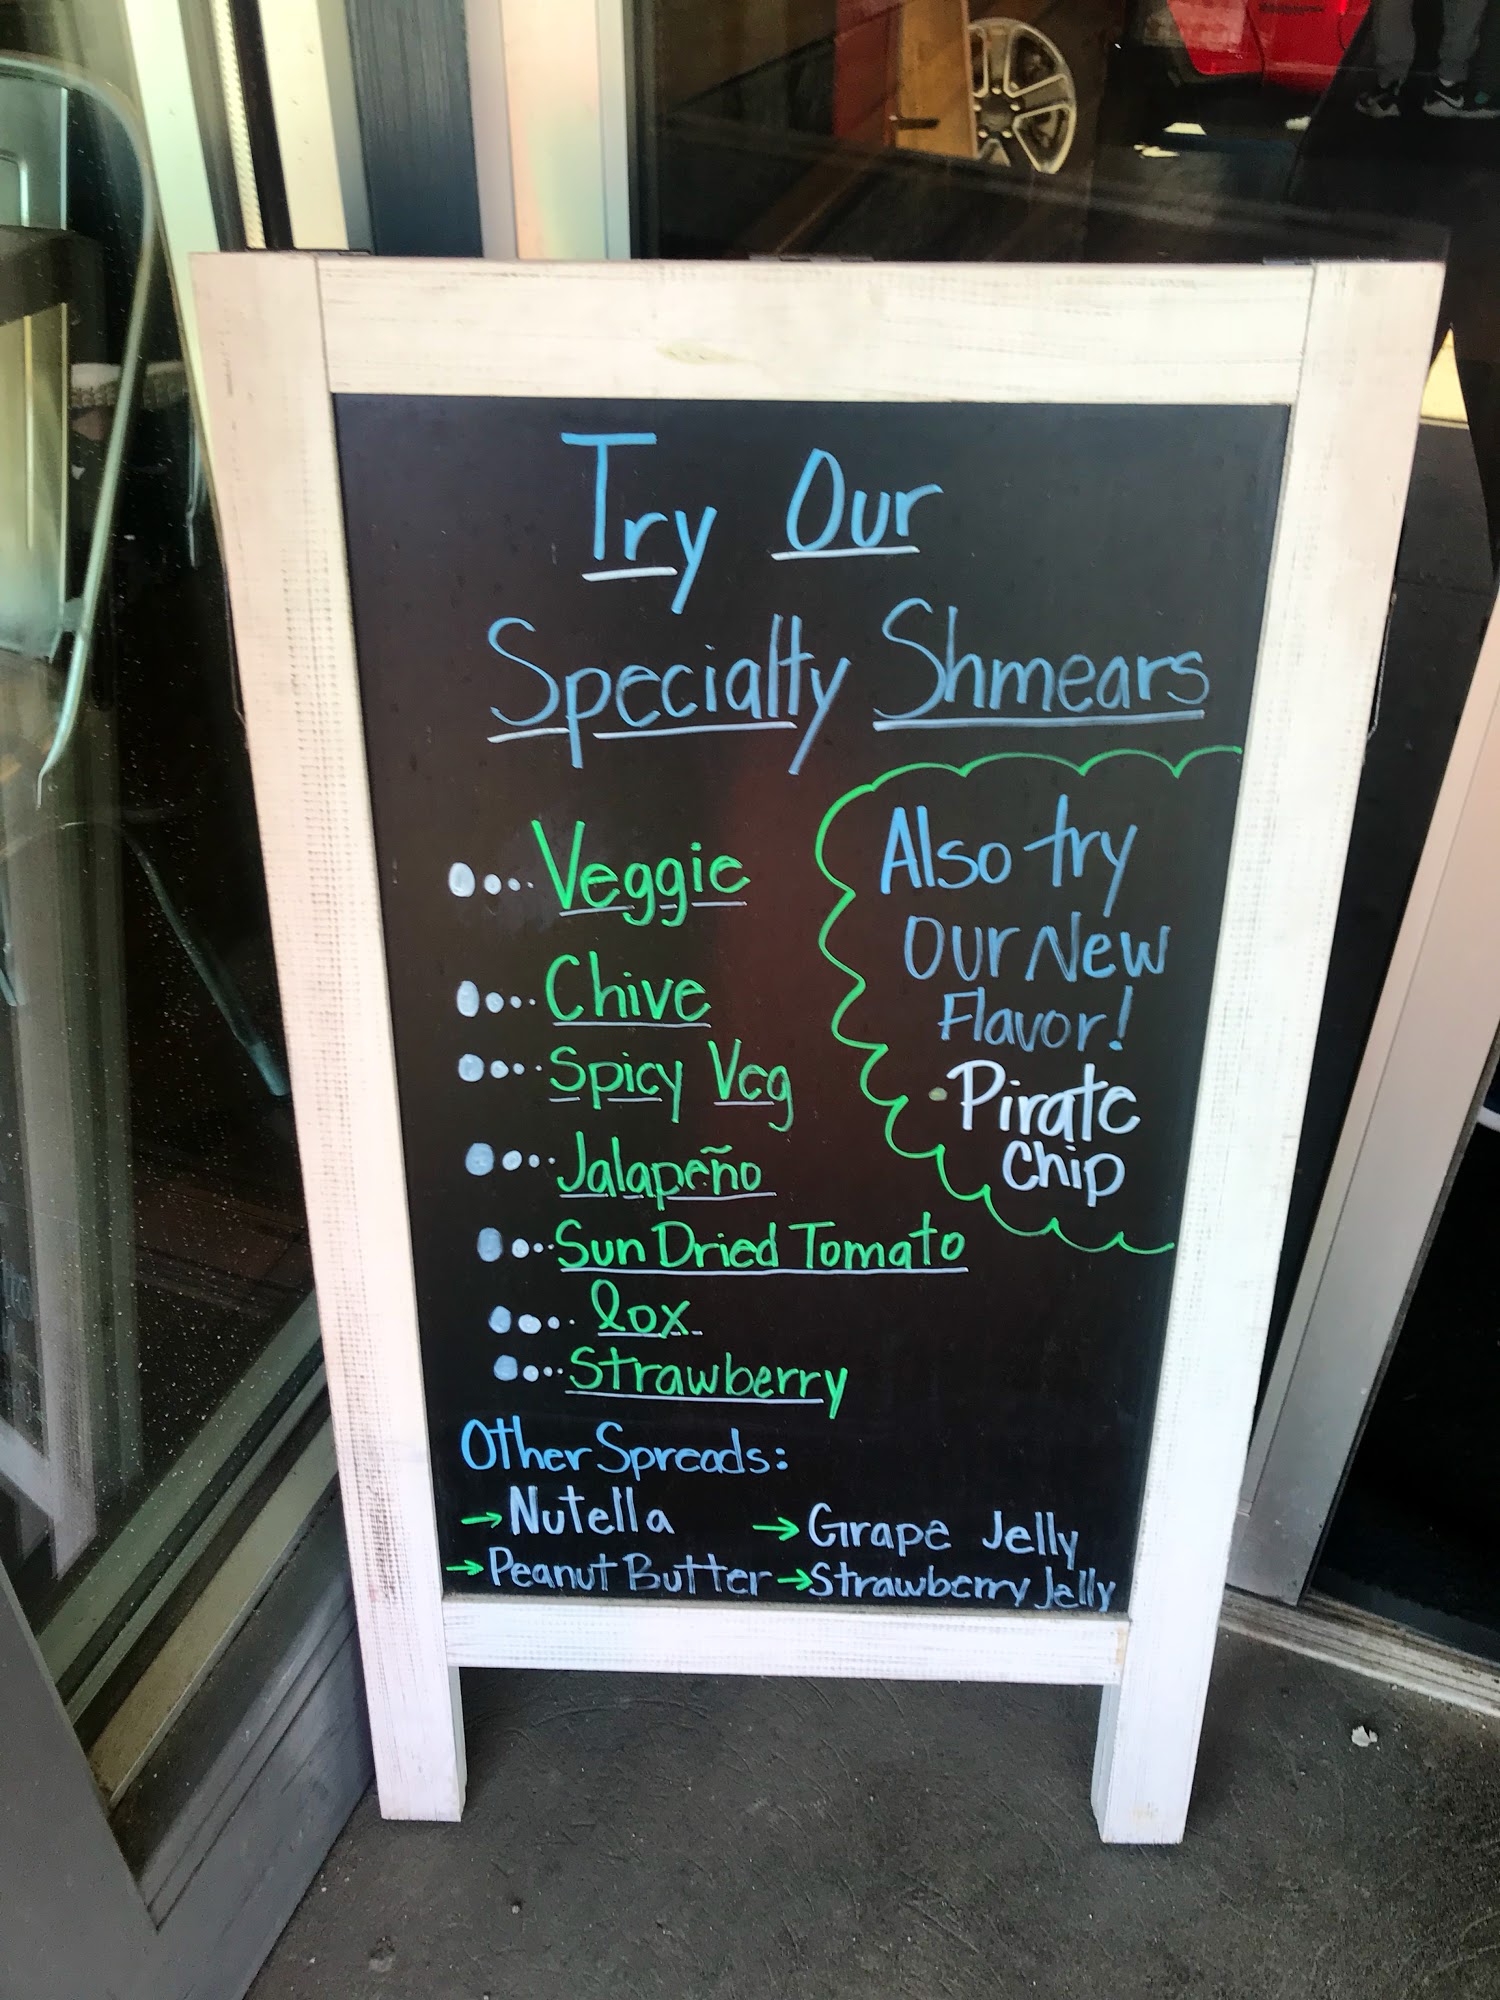 Try Our
Specialty Shmears
Veggie
Chive
Spicy Veg
Jalapeño
Sun Dried Tomato
lox
Strawberry
Also try
Our New
Flavor!
Pirate
Chip
Other Spreads:
→ Nutella → Grape Jelly
→ Peanut Butter → Strawberry Jelly